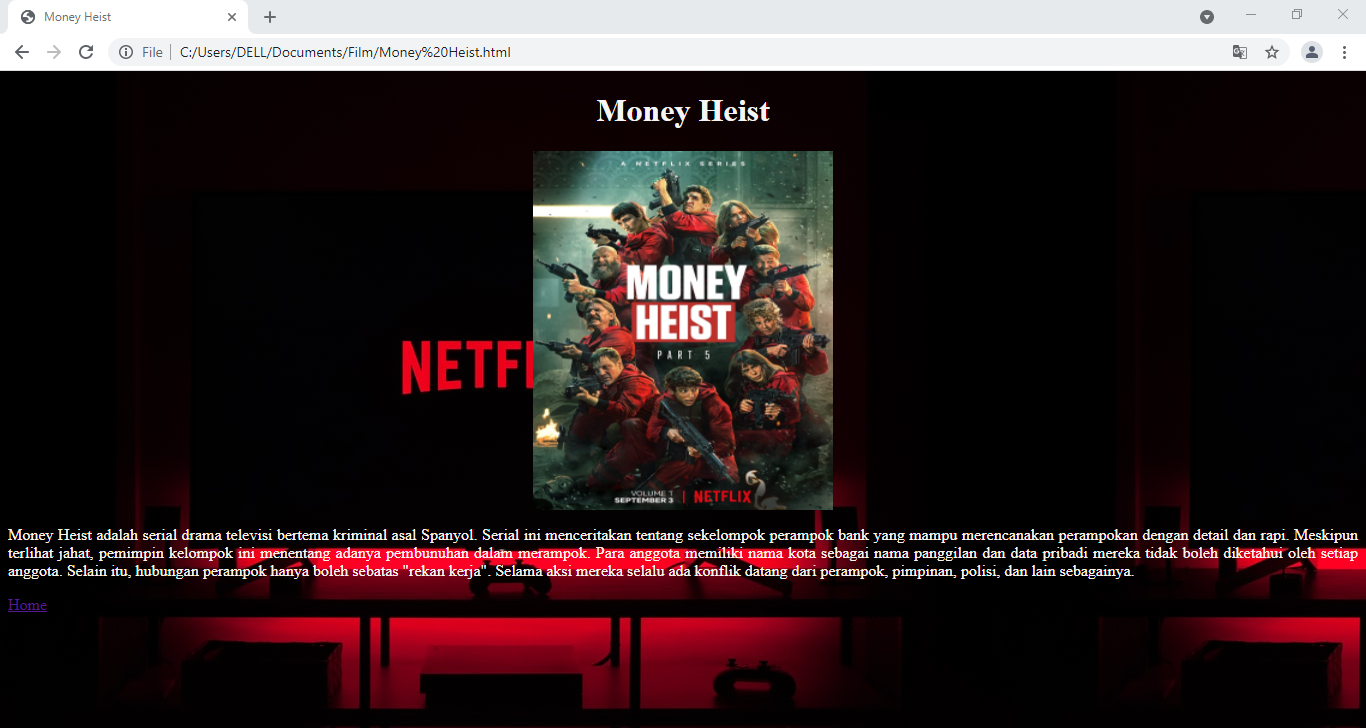 Money Heist
File
C:/Users/DELL/Documents/Film/Money%20Heist.html
Money Heist
A NETFLIX SERIES
MONEY
HEIST
PART 5
VOLUME 1
SEPTEMBER 3
NETFLIX
NETFL
Money Heist adalah serial drama televisi bertema kriminal asal Spanyol. Serial ini menceritakan tentang sekelompok perampok bank yang mampu merencanakan perampokan dengan detail dan rapi. Meskipun
terlihat jahat, pemimpin kelompok ini menentang adanya pembunuhan dalam merampok. Para anggota memiliki nama kota sebagai nama panggilan dan data pribadi mereka tidak boleh diketahui oleh setiap
anggota. Selain itu, hubungan perampok hanya boleh sebatas "rekan kerja". Selama aksi mereka selalu ada konflik datang dari perampok, pimpinan, polisi, dan lain sebagainya.
Home